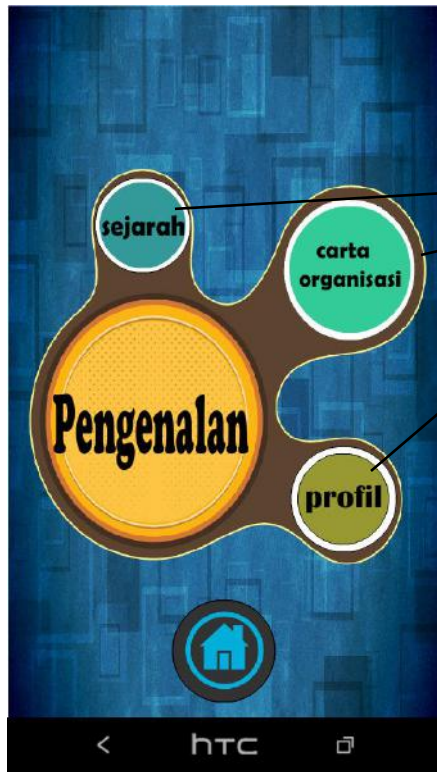 sejarah
carta
organisasi
Pengenalan
profil
hTC